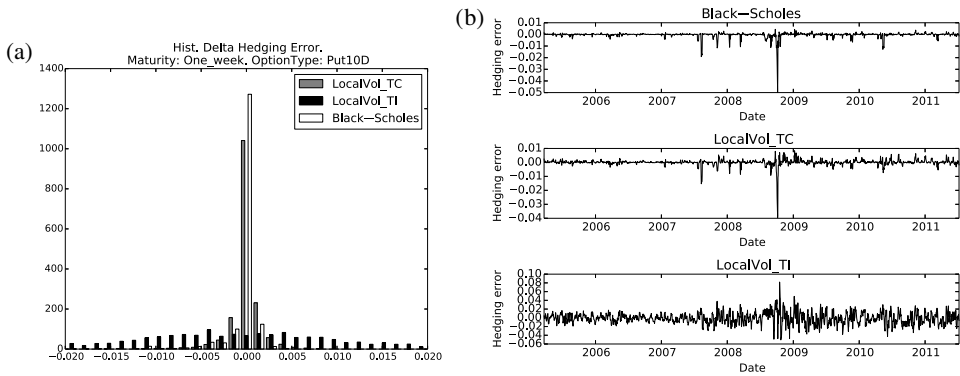 (a)
Hist. Delta Hedging Error.
Maturity: One_week. OptionType: Put10D
1400
1200
1000
800
600
400
200
0
−0.020 −0.015 −0.010 −0.005 0.000 0.005 0.010 0.015 0.020
LocalVol_TC
LocalVol_TI
Black−Scholes
(b)
Black−Scholes
Hedging error
0.01
0.00
−0.01
−0.02
−0.03
−0.04
−0.05
2006 2007 2008 2009 2010 2011
Date
LocalVol_TC
Hedging error
0.01
0.00
−0.01
−0.02
−0.03
−0.04
2006 2007 2008 2009 2010 2011
Date
LocalVol_TI
Hedging error
0.10
0.08
0.06
0.04
0.02
0.00
−0.02
−0.04
−0.06
2006 2007 2008 2009 2010 2011
Date